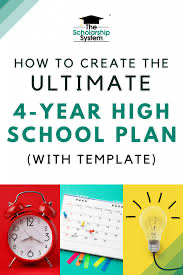 The
Scholarship
System
HOW TO CREATE THE
ULTIMATE
4-YEAR HIGH
SCHOOL PLAN
(WITH TEMPLATE)